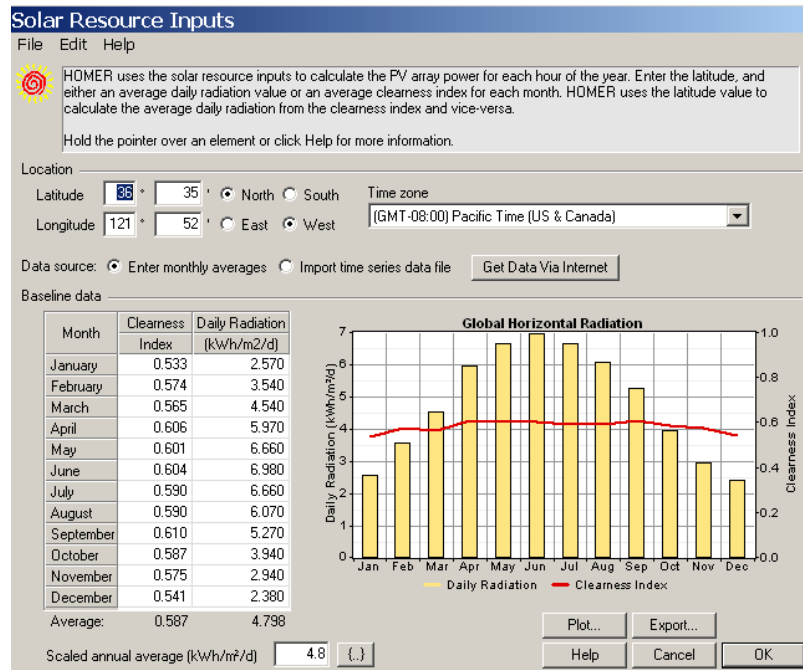 Solar Resource Inputs
File Edit Help
HOMER uses the solar resource inputs to calculate the PV array power for each hour of the year. Enter the latitude, and
either an average daily radiation value or an average clearness index for each month. HOMER uses the latitude value to
calculate the average daily radiation from the clearness index and vice-versa.
Hold the pointer over an element or click Help for more information.
Location
Latitude 36 ° 35 ' North South Time zone
Longitude 121 ° 52 ' East West (GMT-08:00) Pacific Time (US & Canada)
Data source: Enter monthly averages Import time series data file Get Data Via Internet
Baseline data
Month Clearness Index Daily Radiation (kWh/m2/d)
January 0.533 2.570
February 0.574 3.540
March 0.565 4.540
April 0.606 5.970
May 0.601 6.660
June 0.604 6.980
July 0.590 6.660
August 0.590 6.070
September 0.610 5.270
October 0.587 3.940
November 0.575 2.940
December 0.541 2.380
Average: 0.587 4.798
Scaled annual average (kWh/m²/d) 4.8 {..}
Global Horizontal Radiation
Daily Radiation (kWh/m²/d)
7
6
5
4
3
2
1
0
Jan Feb Mar Apr May Jun Jul Aug Sep Oct Nov Dec
1.0
0.8
0.6
0.4
0.2
0.0
Clearness Index
Daily Radiation Clearness Index
Plot... Export...
Help Cancel OK